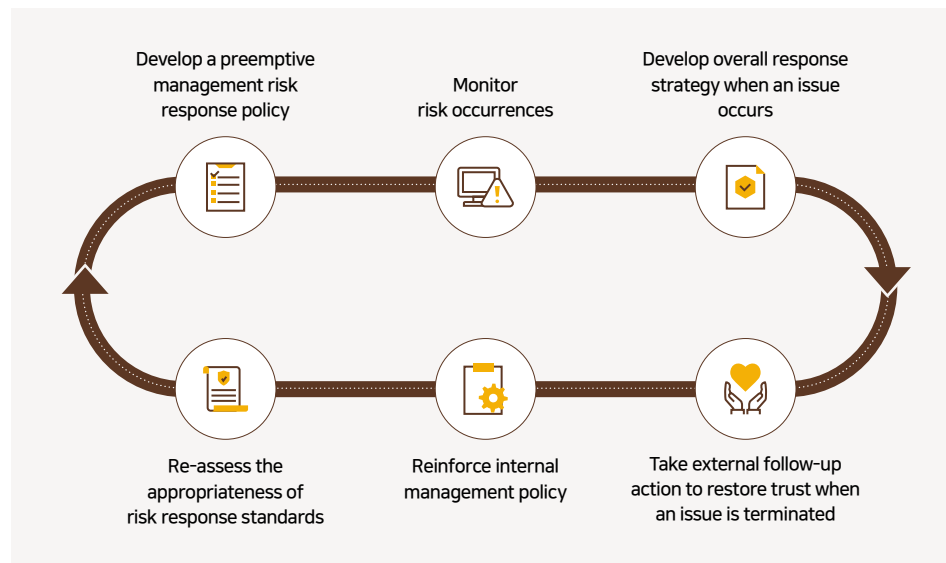 Develop a preemptive
management risk
response policy
Monitor
risk occurrences
Develop overall response
strategy when an issue
occurs
Re-assess the
appropriateness of
risk response standards
Reinforce internal
management policy
Take external follow-up
action to restore trust when
an issue is terminated